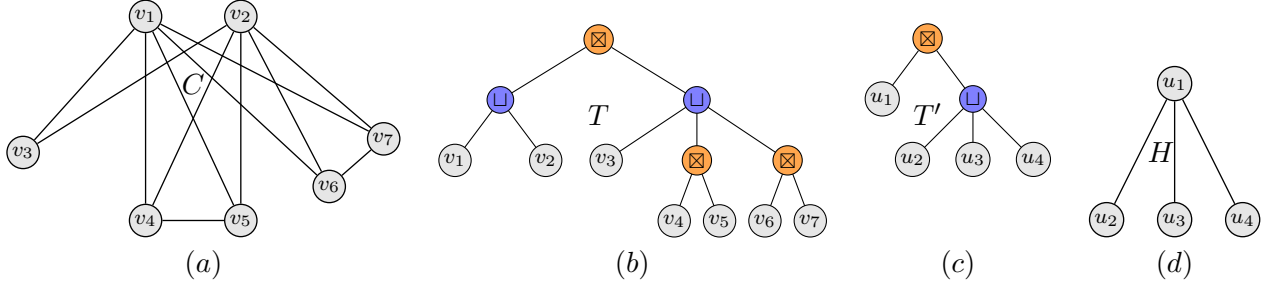 v1 v2
C
v3 v7
v6
v4 v5
(a)
⊠
⊔ ⊔
T
v1 v2 v3 ⊠ ⊠
v4 v5 v6 v7
(b)
⊠
u1 ⊔
T′
u2 u3 u4
(c)
u1
H
u2 u3 u4
(d)